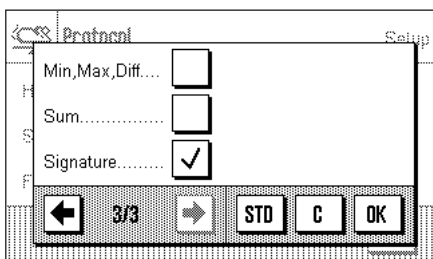 Protocol
Setup
Min,Max,Diff....
Sum...............
Signature.........
3/3
STD
C
OK